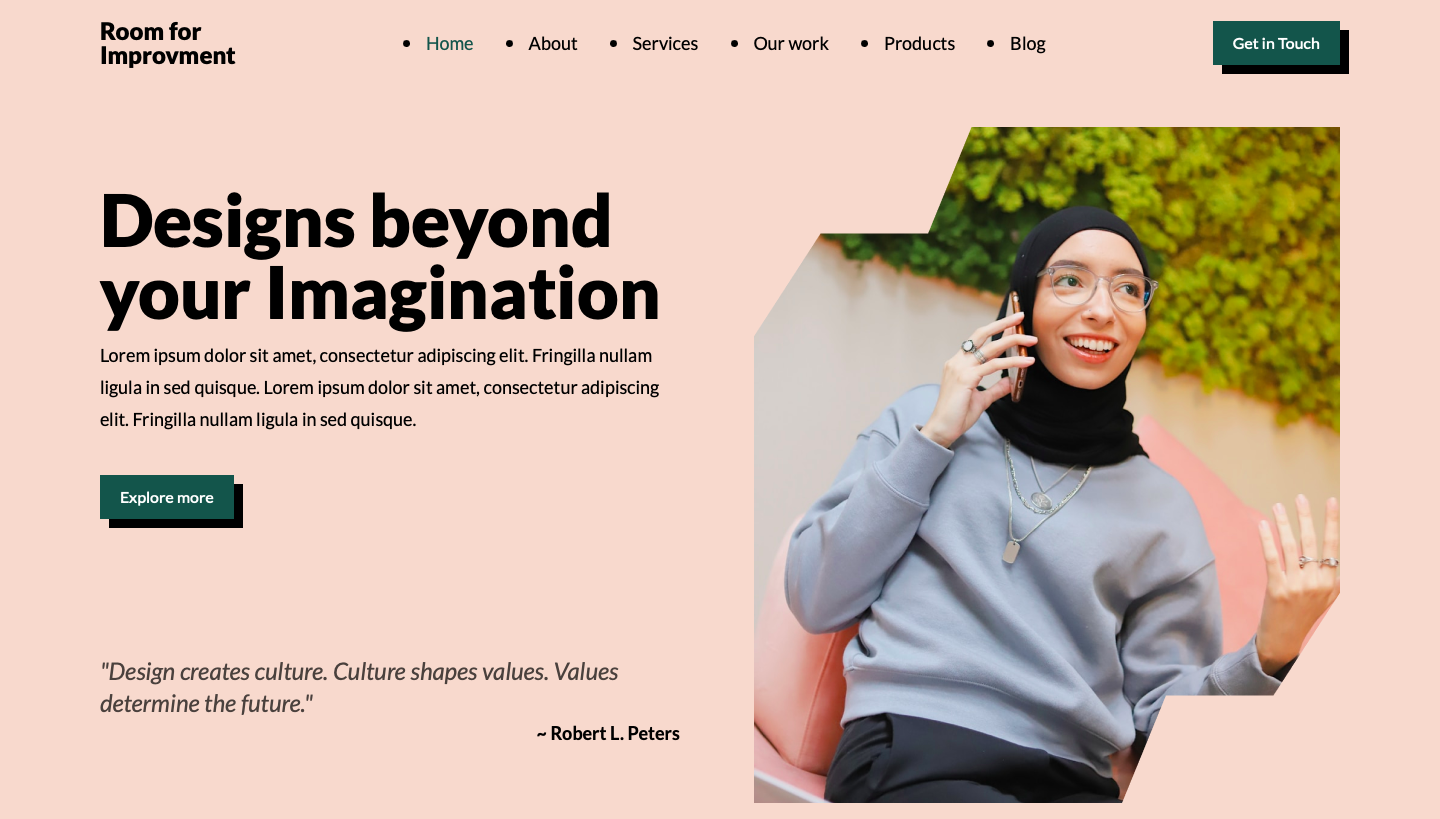 Room for
Improvment
Home
About
Services
Our work
Products
Blog
Get in Touch
Designs beyond
your Imagination
Lorem ipsum dolor sit amet, consectetur adipiscing elit. Fringilla nullam
ligula in sed quisque. Lorem ipsum dolor sit amet, consectetur adipiscing
elit. Fringilla nullam ligula in sed quisque.
Explore more
"Design creates culture. Culture shapes values. Values
determine the future."
~ Robert L. Peters